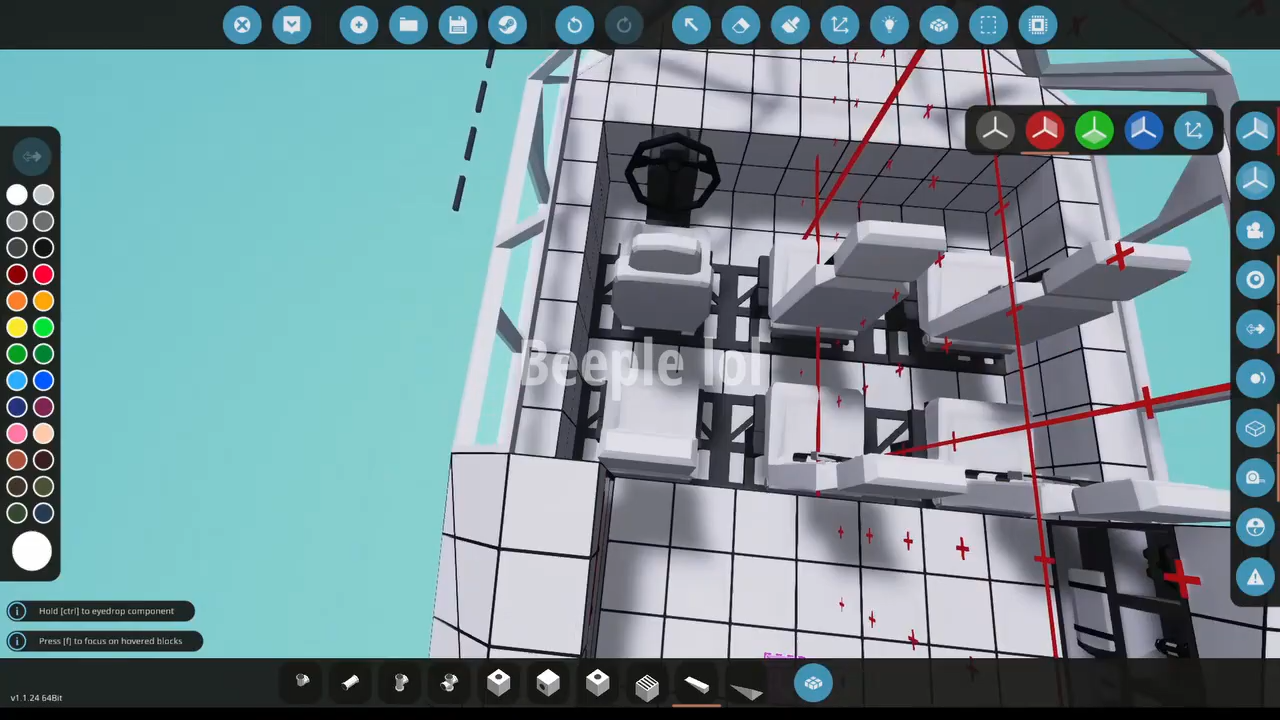 Beeple lol
Hold [ctrl] to eyedrop component
Press [f] to focus on hovered blocks
v1.1.24 64Bit